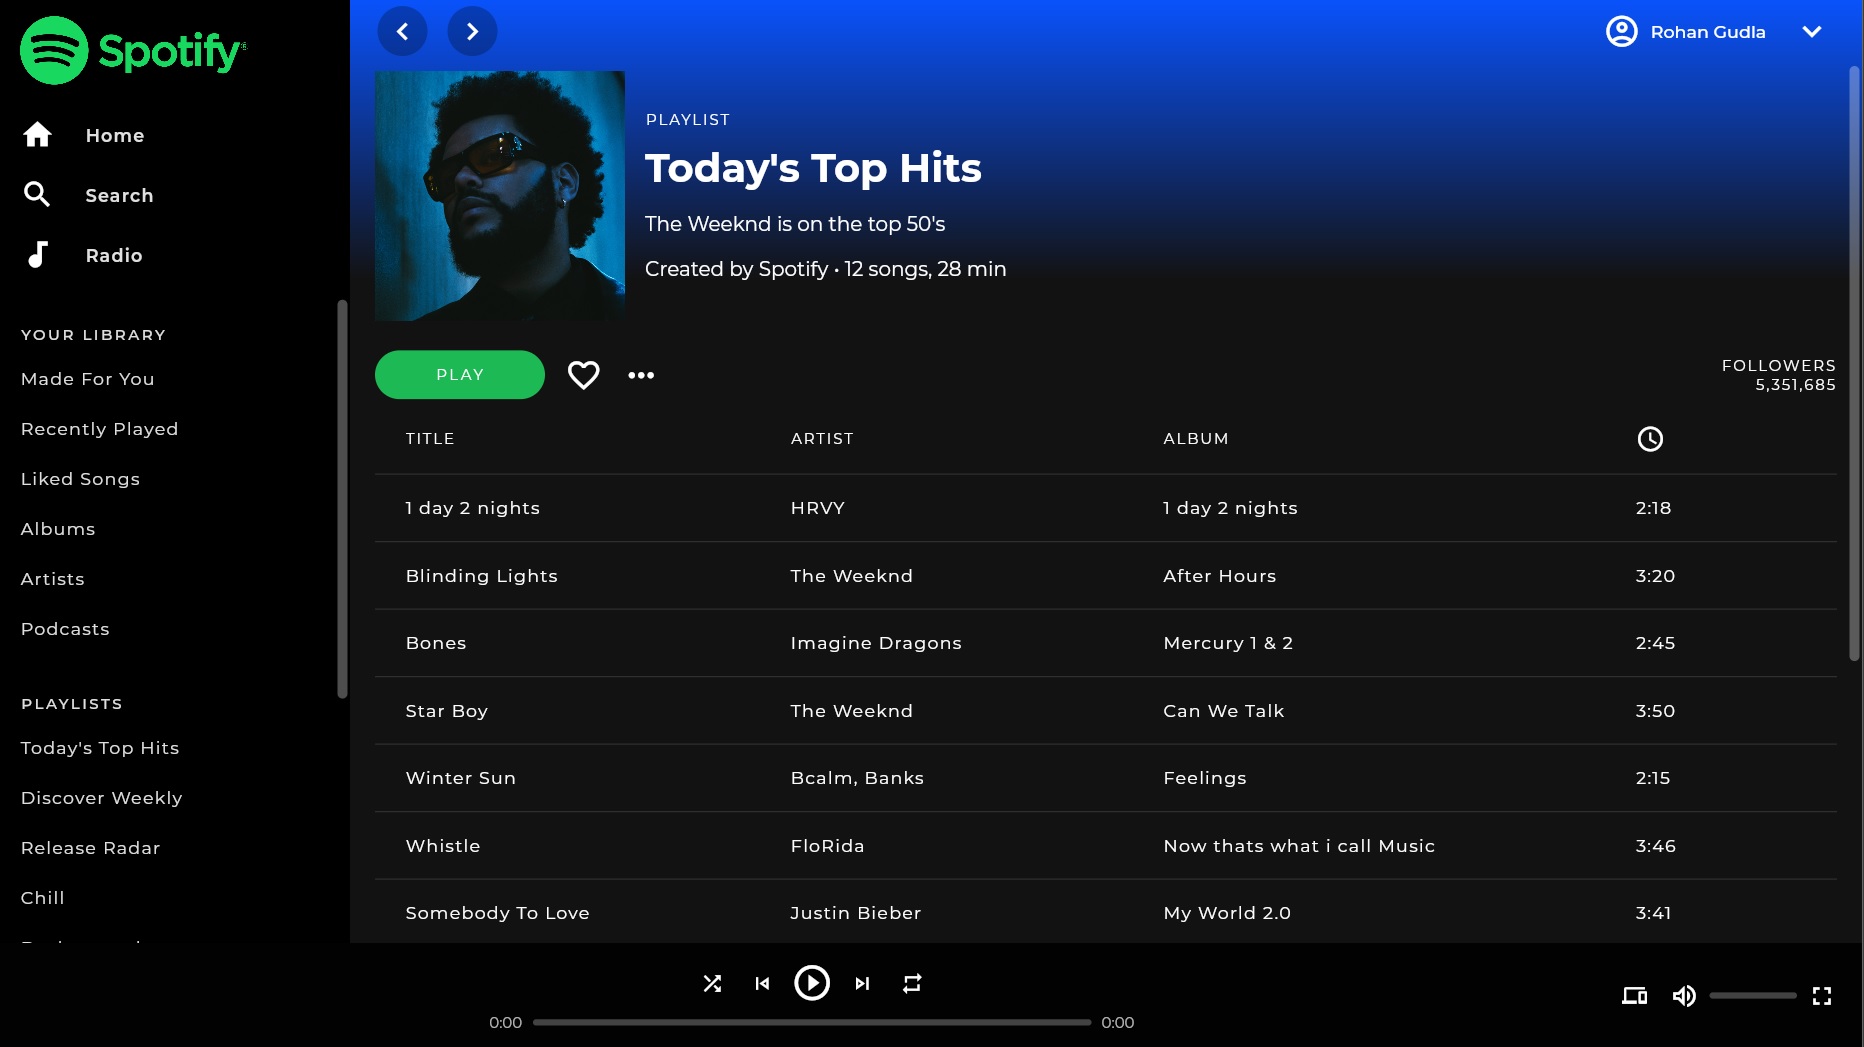 Spotify
Home
Search
Radio
YOUR LIBRARY
Made For You
Recently Played
Liked Songs
Albums
Artists
Podcasts
PLAYLISTS
Today's Top Hits
Discover Weekly
Release Radar
Chill
Rohan Gudla
PLAYLIST
Today's Top Hits
The Weeknd is on the top 50's
Created by Spotify • 12 songs, 28 min
PLAY
FOLLOWERS
5,351,685
TITLE ARTIST ALBUM
1 day 2 nights HRVY 1 day 2 nights 2:18
Blinding Lights The Weeknd After Hours 3:20
Bones Imagine Dragons Mercury 1 & 2 2:45
Star Boy The Weeknd Can We Talk 3:50
Winter Sun Bcalm, Banks Feelings 2:15
Whistle FloRida Now thats what i call Music 3:46
Somebody To Love Justin Bieber My World 2.0 3:41
0:00 0:00